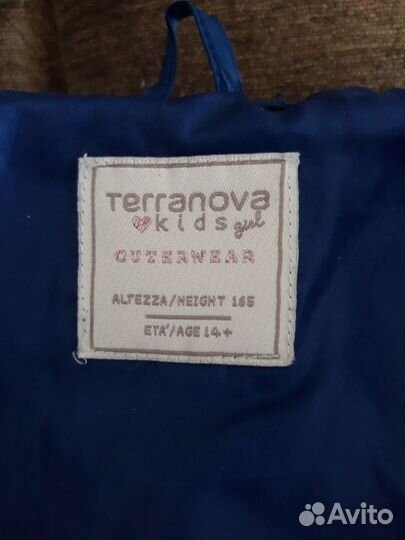 Terranova
kids girl
OUTERWEAR
ALTEZZA/HEIGHT 165
ETA'/AGE 14+
Avito